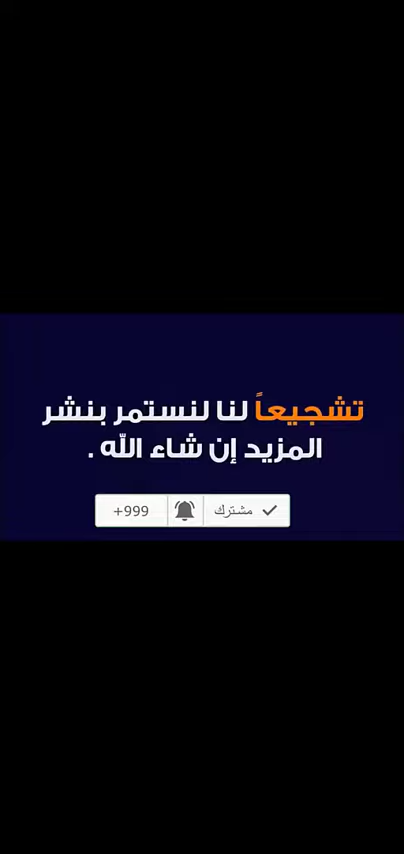 تشجيعاً لنا لنستمر بنشر
المزيد إن شاء الله .
مشترك 999+